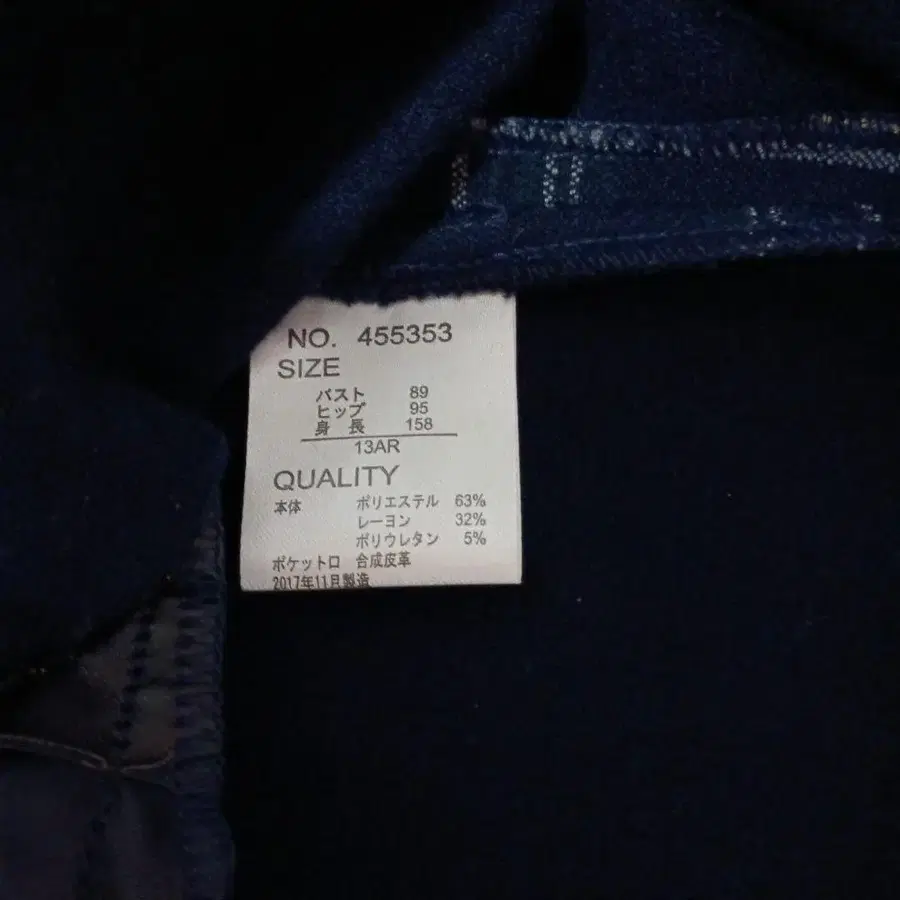 NO. 455353
SIZE
バスト 89
ヒップ 95
身長 158
13AR
QUALITY
本体 ポリエステル 63%
レーヨン 32%
ポリウレタン 5%
ポケット口 合成皮革
2017年11月製造